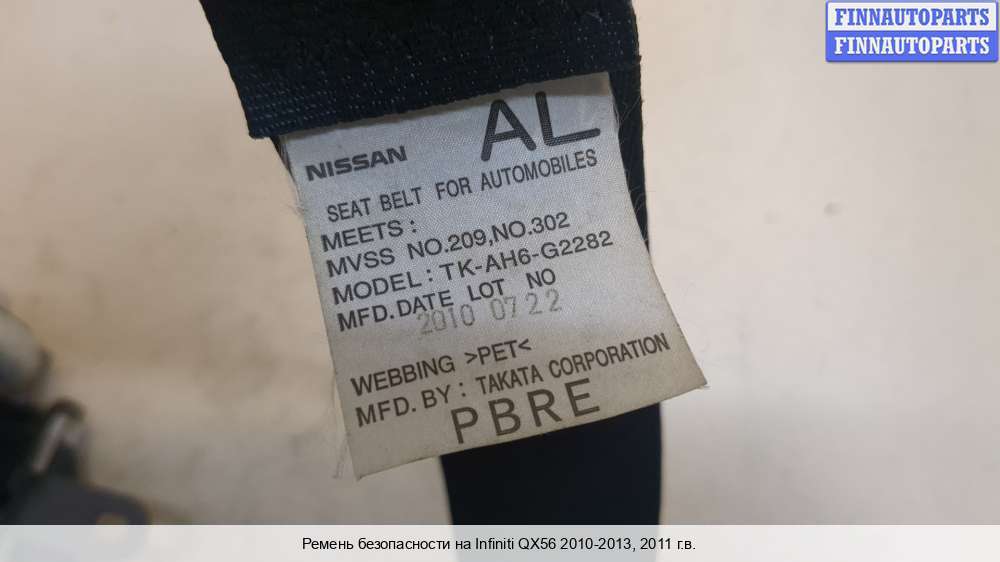 FINNAUTOPARTS
FINNAUTOPARTS
AL
NISSAN
SEAT BELT FOR AUTOMOBILES
MEETS :
MVSS NO.209,NO.302
MODEL : TK-AH6-G2282
MFD.DATE LOT NO
2010 07 22
WEBBING >PET<
MFD. BY : TAKATA CORPORATION
PBRE
Ремень безопасности на Infiniti QX56 2010-2013, 2011 г.в.